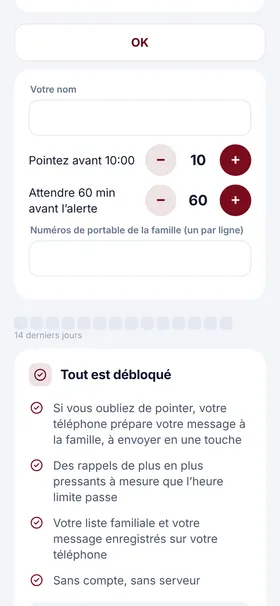 OK
Votre nom
Pointez avant 10:00
− 10 +
Attendre 60 min
avant l’alerte
− 60 +
Numéros de portable de la famille (un par ligne)
14 derniers jours
Tout est débloqué
Si vous oubliez de pointer, votre
téléphone prépare votre message à
la famille, à envoyer en une touche
Des rappels de plus en plus
pressants à mesure que l’heure
limite passe
Votre liste familiale et votre
message enregistrés sur votre
téléphone
Sans compte, sans serveur